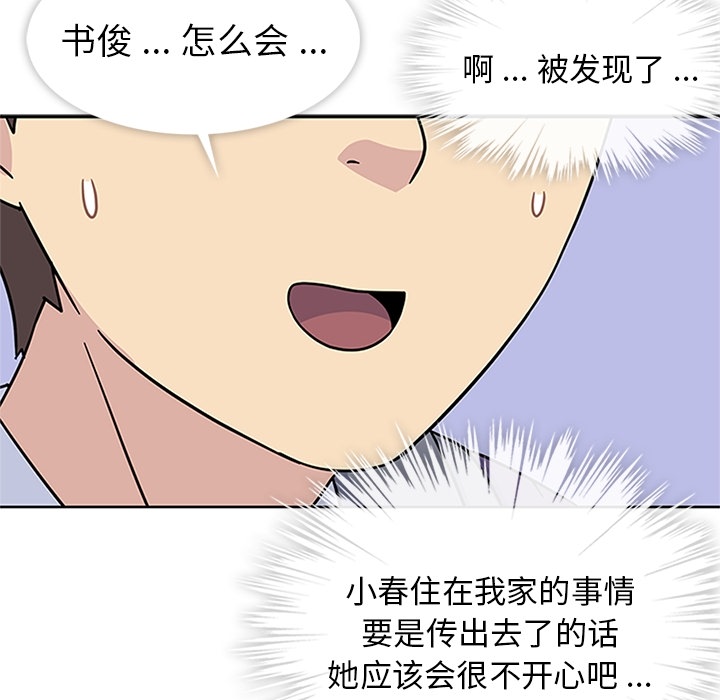 书俊 ... 怎么会 ...
啊 ... 被发现了 ...
小春住在我家的事情
要是传出去了的话
她应该会很不开心吧 ...